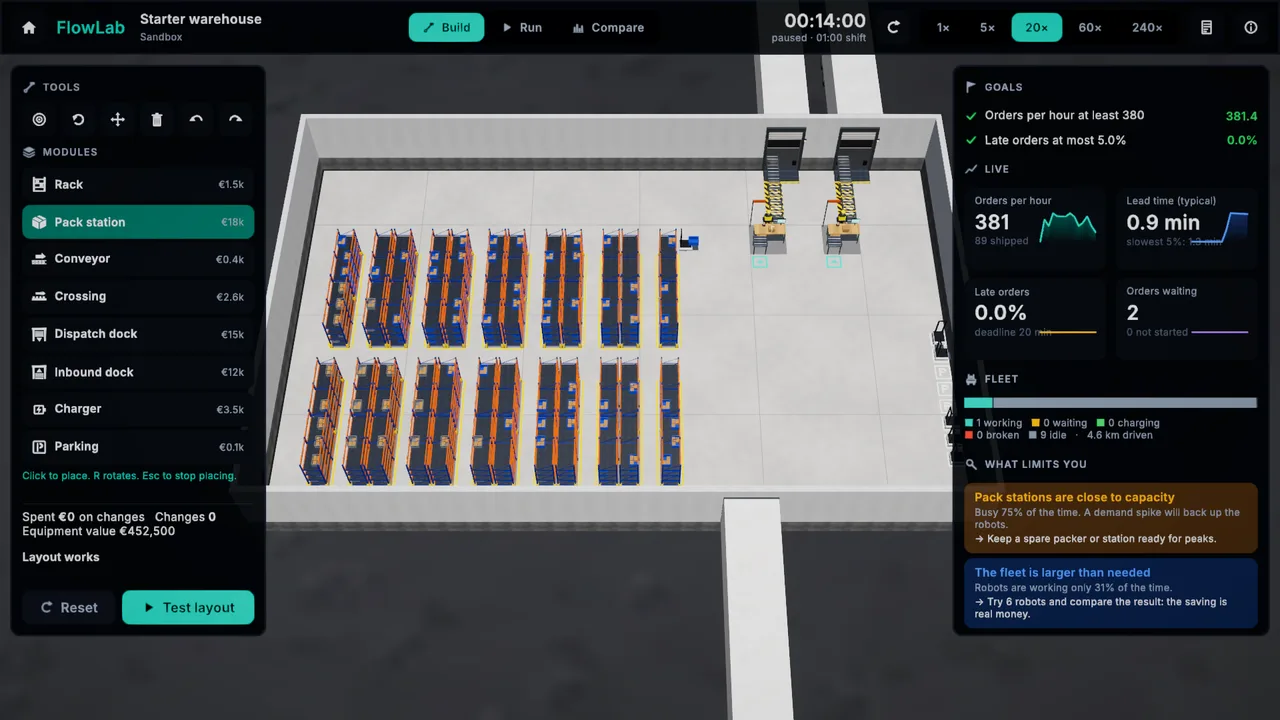 FlowLab
Starter warehouse
Sandbox
Build
Run
Compare
00:14:00
paused · 01:00 shift
1×
5×
20×
60×
240×
TOOLS
MODULES
Rack €1.5k
Pack station €18k
Conveyor €0.4k
Crossing €2.6k
Dispatch dock €15k
Inbound dock €12k
Charger €3.5k
Parking €0.1k
Click to place. R rotates. Esc to stop placing.
Spent €0 on changes Changes 0
Equipment value €452,500
Layout works
Reset
Test layout
GOALS
Orders per hour at least 380 381.4
Late orders at most 5.0% 0.0%
LIVE
Orders per hour
381
89 shipped
Lead time (typical)
0.9 min
slowest 5%: 1.3 min
Late orders
0.0%
deadline 20 min
Orders waiting
2
0 not started
FLEET
1 working 0 waiting 0 charging
0 broken 9 idle · 4.6 km driven
WHAT LIMITS YOU
Pack stations are close to capacity
Busy 75% of the time. A demand spike will back up the
robots.
→ Keep a spare packer or station ready for peaks.
The fleet is larger than needed
Robots are working only 31% of the time.
→ Try 6 robots and compare the result: the saving is
real money.